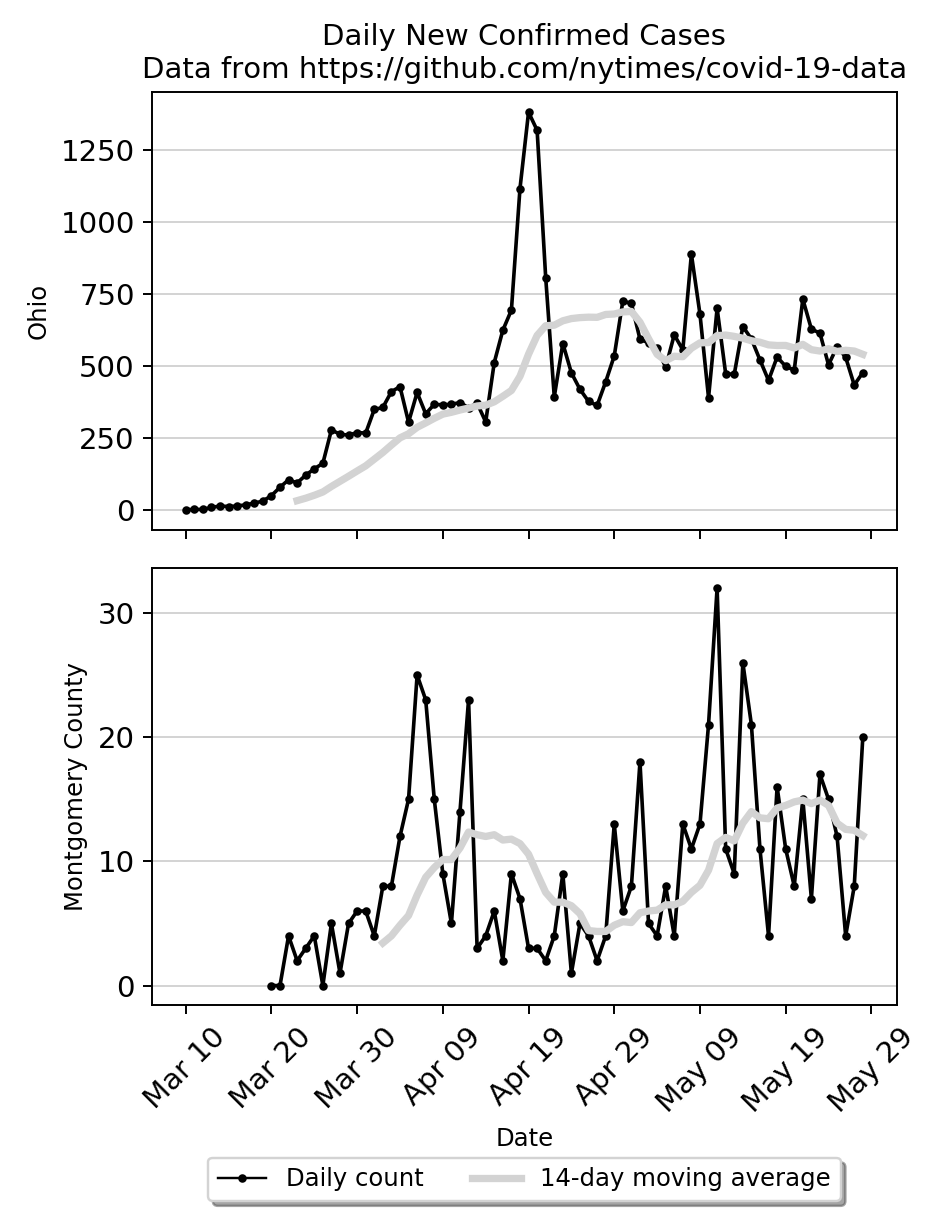 Daily New Confirmed Cases
Data from https://github.com/nytimes/covid-19-data
1250
1000
750
500
250
0
Ohio
30
20
10
0
Montgomery County
Mar 10
Mar 20
Mar 30
Apr 09
Apr 19
Apr 29
May 09
May 19
May 29
Date
Daily count
14-day moving average